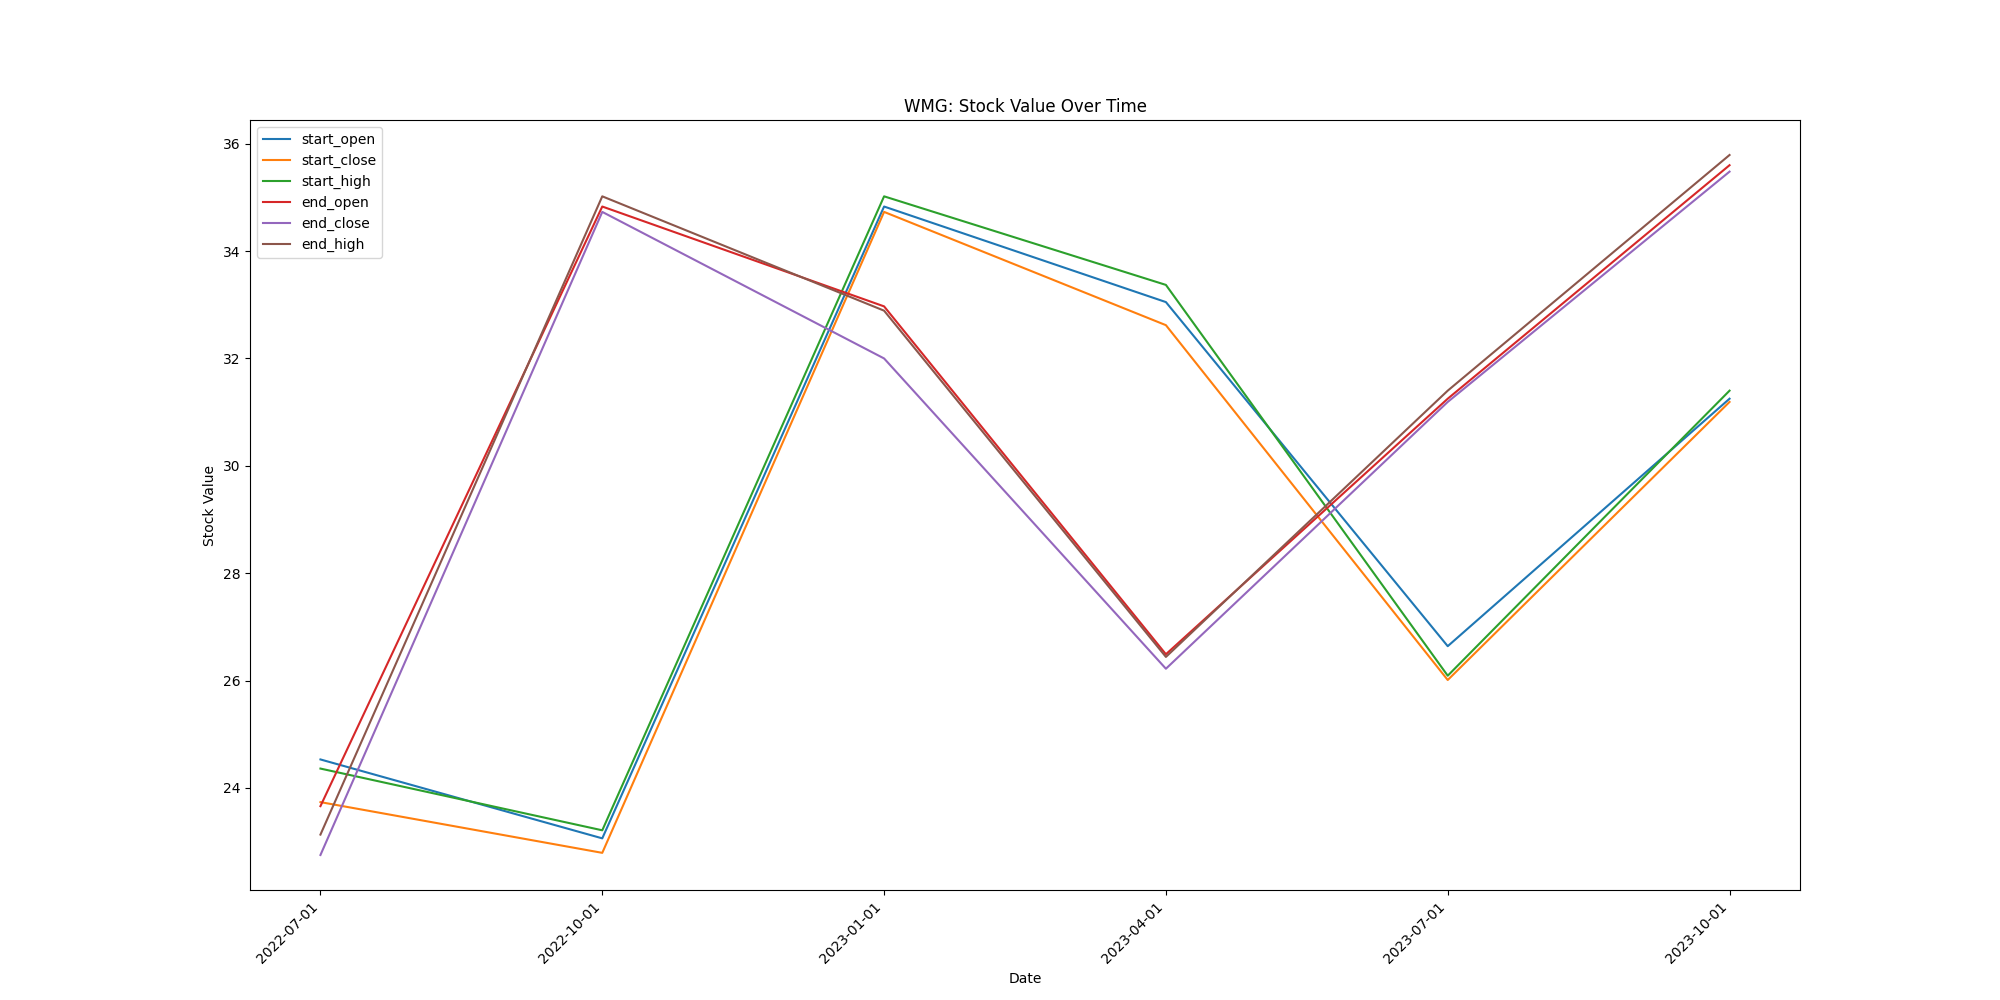 WMG: Stock Value Over Time
start_open
start_close
start_high
end_open
end_close
end_high
36
34
32
30
28
26
24
Stock Value
2022-07-01
2022-10-01
2023-01-01
2023-04-01
2023-07-01
2023-10-01
Date